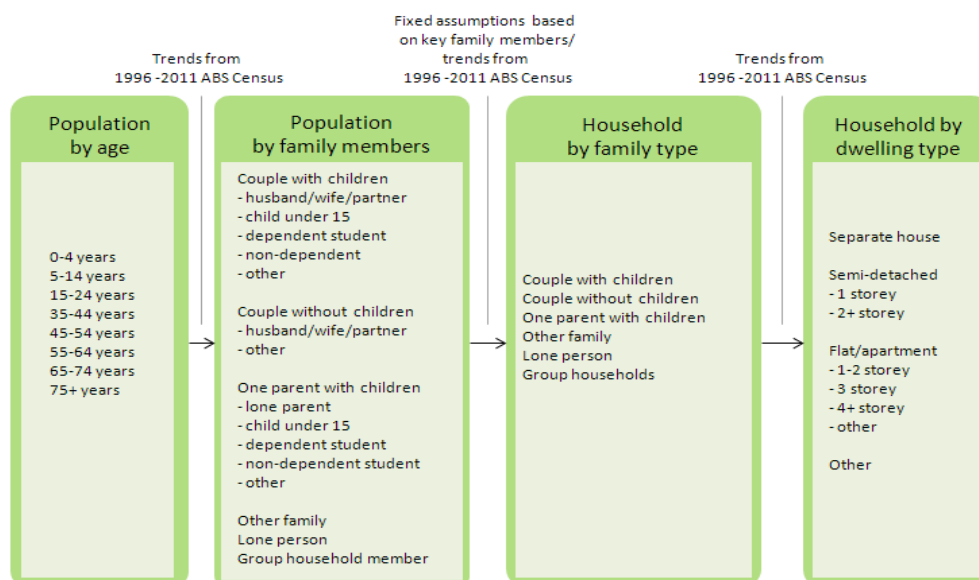 Trends from
1996 -2011 ABS Census
Fixed assumptions based
on key family members/
trends from
1996 -2011 ABS Census
Trends from
1996 -2011 ABS Census
Population
by age
0-4 years
5-14 years
15-24 years
35-44 years
45-54 years
55-64 years
65-74 years
75+ years
Population
by family members
Couple with children
- husband/wife/partner
- child under 15
- dependent student
- non-dependent
- other
Couple without children
- husband/wife/partner
- other
One parent with children
- lone parent
- child under 15
- dependent student
- non-dependent student
- other
Other family
Lone person
Group household member
Household
by family type
Couple with children
Couple without children
One parent with children
Other family
Lone person
Group households
Household by
dwelling type
Separate house
Semi-detached
- 1 storey
- 2+ storey
Flat/apartment
- 1-2 storey
- 3 storey
- 4+ storey
- other
Other